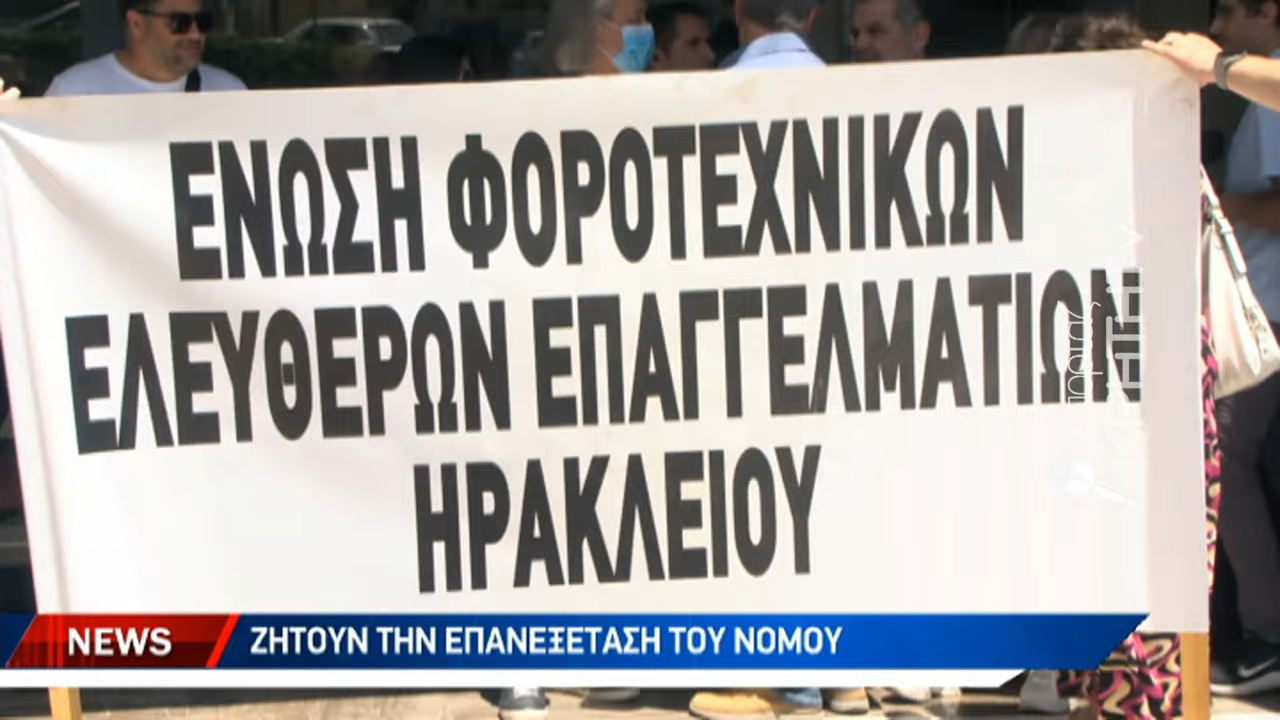 ΕΝΩΣΗ ΦΟΡΟΤΕΧΝΙΚΩΝ
ΕΛΕΥΘΕΡΩΝ ΕΠΑΓΓΕΛΜΑΤΙΩΝ
ΗΡΑΚΛΕΙΟΥ
NEWS
ΖΗΤΟΥΝ ΤΗΝ ΕΠΑΝΕΞΕΤΑΣΗ ΤΟΥ ΝΟΜΟΥ